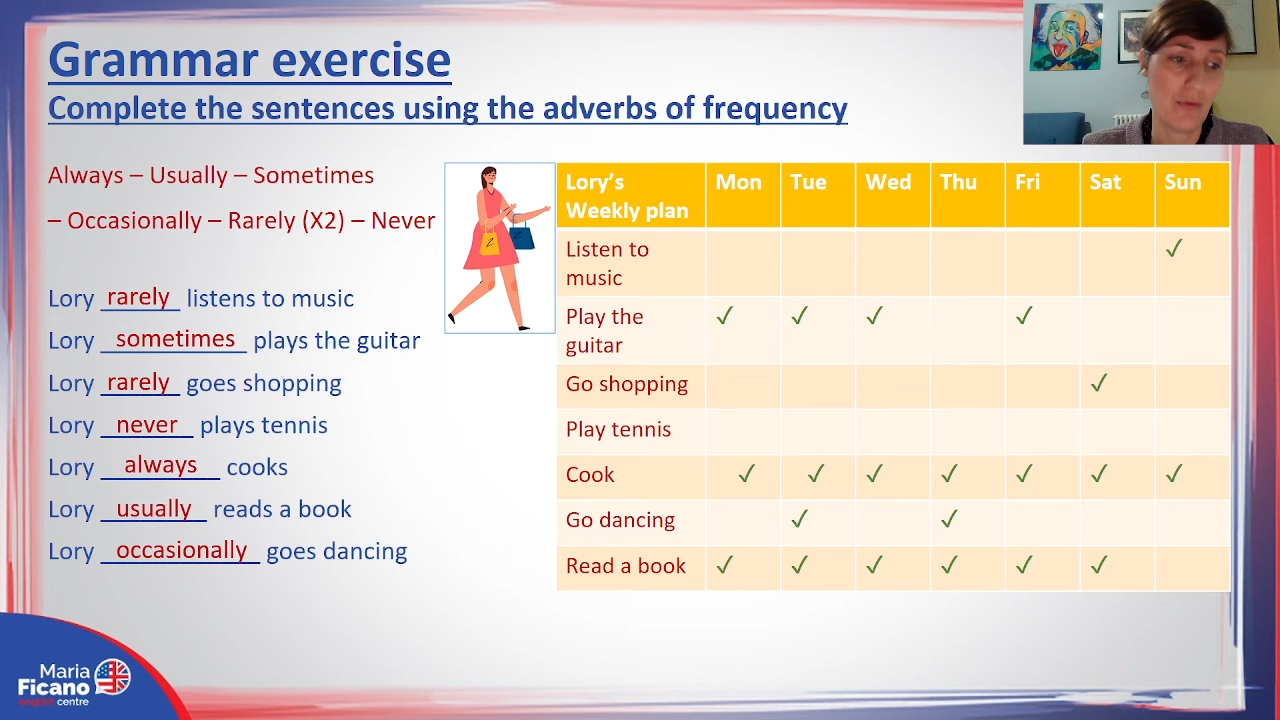 Grammar exercise
Complete the sentences using the adverbs of frequency
Always – Usually – Sometimes
– Occasionally – Rarely (X2) – Never
Lory rarely listens to music
Lory sometimes plays the guitar
Lory rarely goes shopping
Lory never plays tennis
Lory always cooks
Lory usually reads a book
Lory occasionally goes dancing
Lory's Weekly plan Mon Tue Wed Thu Fri Sat Sun
Listen to music ✓
Play the guitar ✓ ✓ ✓ ✓
Go shopping ✓
Play tennis
Cook ✓ ✓ ✓ ✓ ✓ ✓ ✓
Go dancing ✓ ✓
Read a book ✓ ✓ ✓ ✓ ✓ ✓
Maria
Ficano
english centre